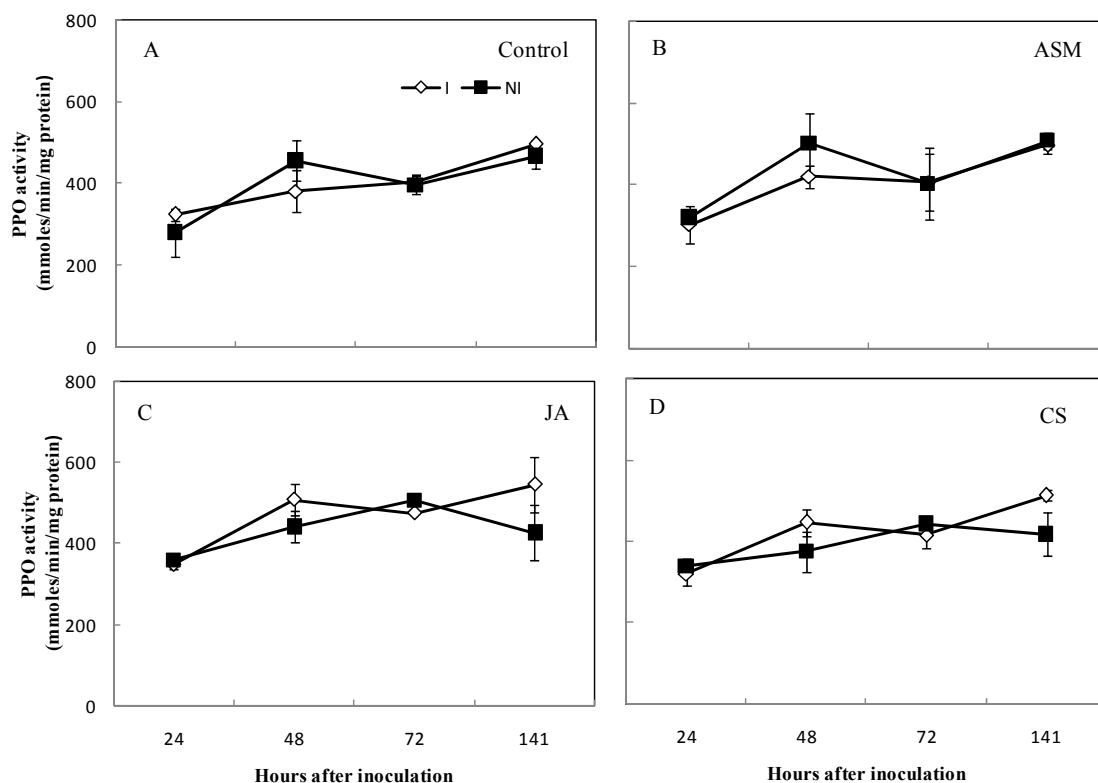 A
Control
I
NI
PPO activity
(mmoles/min/mg protein)
800
600
400
200
0
B
ASM
C
JA
PPO activity
(mmoles/min/mg protein)
800
600
400
200
0
24
48
72
141
Hours after inoculation
D
CS
24
48
72
141
Hours after inoculation